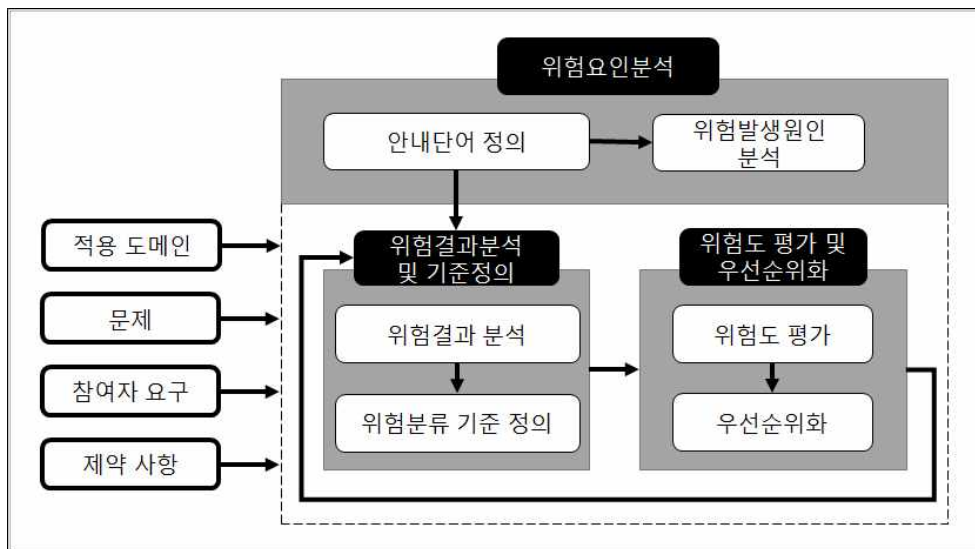 위험요인분석
안내단어 정의
위험발생원인
분석
적용 도메인
문제
참여자 요구
제약 사항
위험결과분석
및 기준정의
위험결과 분석
위험분류 기준 정의
위험도 평가 및
우선순위화
위험도 평가
우선순위화